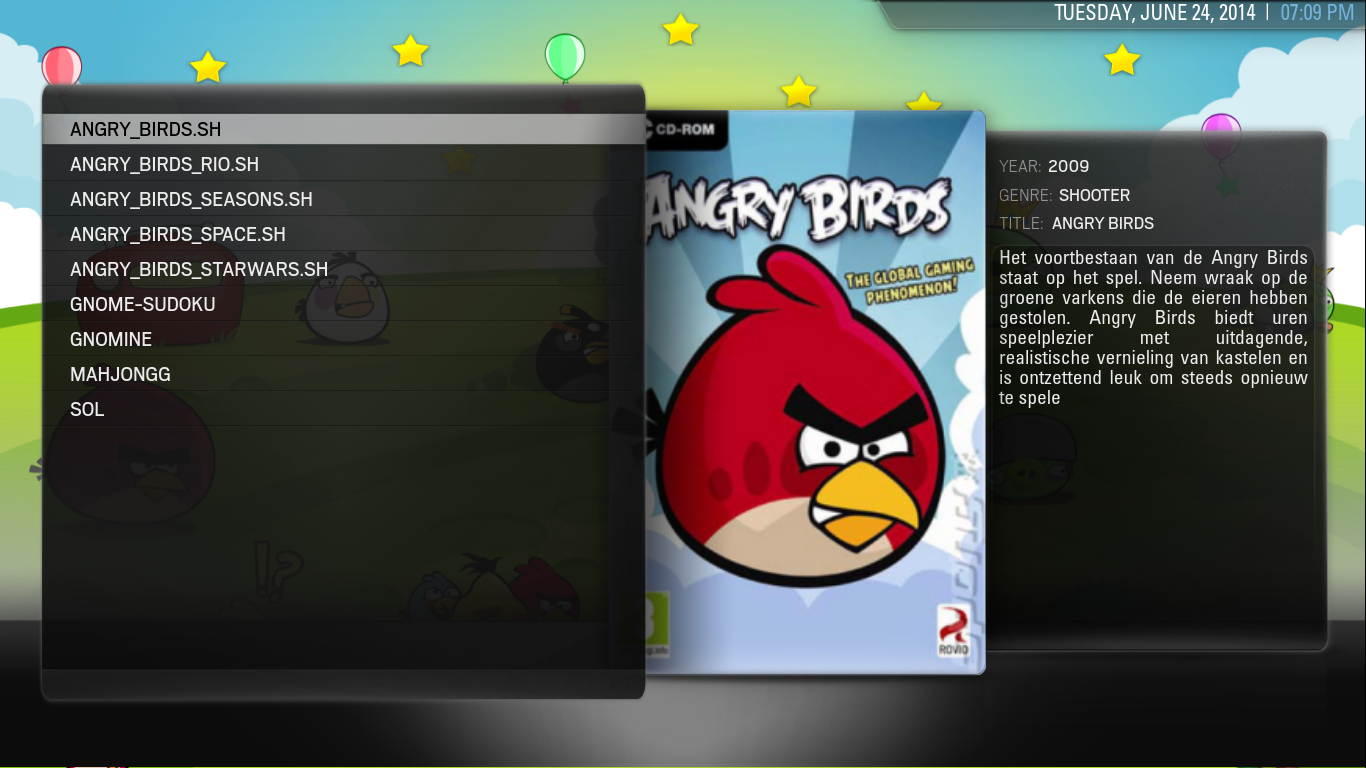 TUESDAY, JUNE 24, 2014 | 07:09 PM
ANGRY_BIRDS.SH
ANGRY_BIRDS_RIO.SH
ANGRY_BIRDS_SEASONS.SH
ANGRY_BIRDS_SPACE.SH
ANGRY_BIRDS_STARWARS.SH
GNOME-SUDOKU
GNOMINE
MAHJONGG
SOL
CD-ROM
ANGRY BIRDS
THE GLOBAL GAMING
PHENOMENON!
ROVIO
YEAR: 2009
GENRE: SHOOTER
TITLE: ANGRY BIRDS
Het voortbestaan van de Angry Birds
staat op het spel. Neem wraak op de
groene varkens die de eieren hebben
gestolen. Angry Birds biedt uren
speelplezier met uitdagende,
realistische vernieling van kastelen en
is ontzettend leuk om steeds opnieuw
te spele
!?